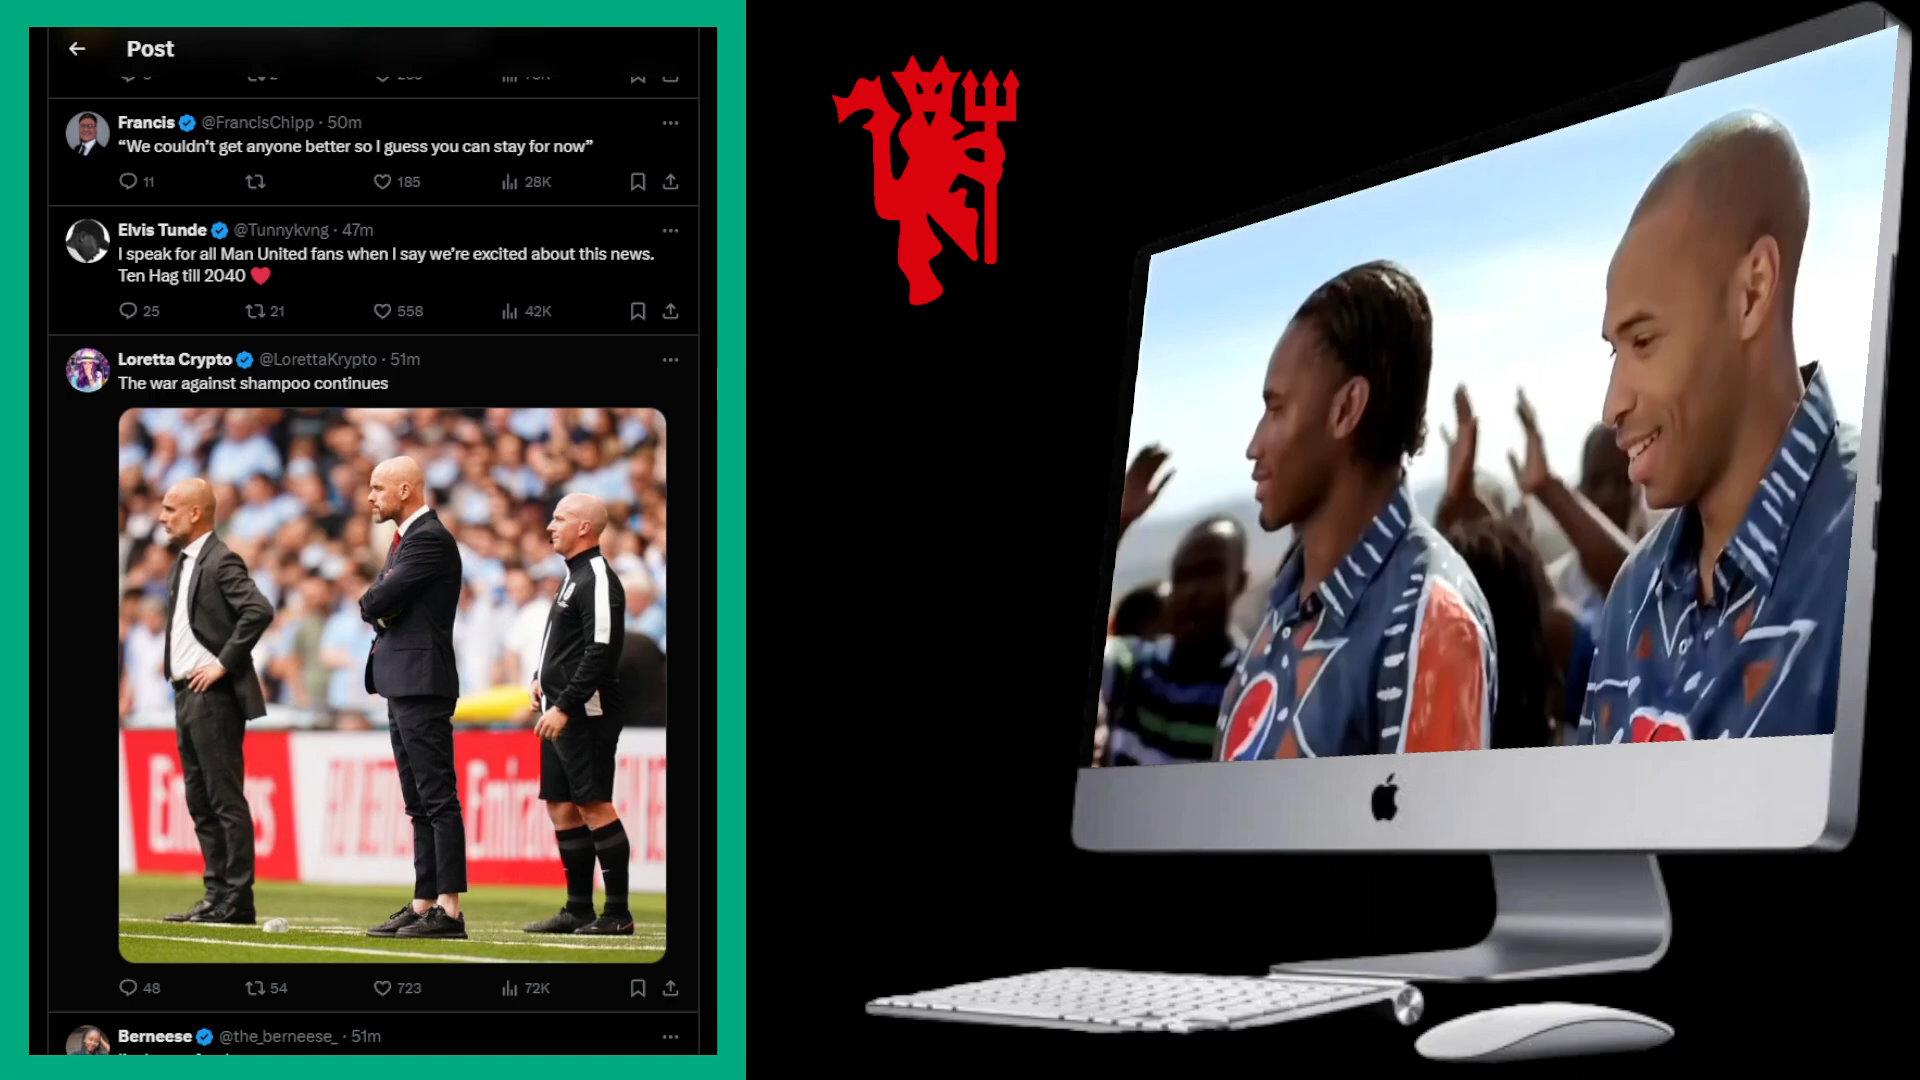 Post
Francis @FrancisChlpp · 50m
“We couldn’t get anyone better so I guess you can stay for now”
11 185 28K
Elvis Tunde @Tunnykvng · 47m
I speak for all Man United fans when I say we’re excited about this news.
Ten Hag till 2040
25 21 558 42K
Loretta Crypto @LorettaKrypto · 51m
The war against shampoo continues
Emirates
48 54 723 72K
Berneese @the_berneese_ · 51m